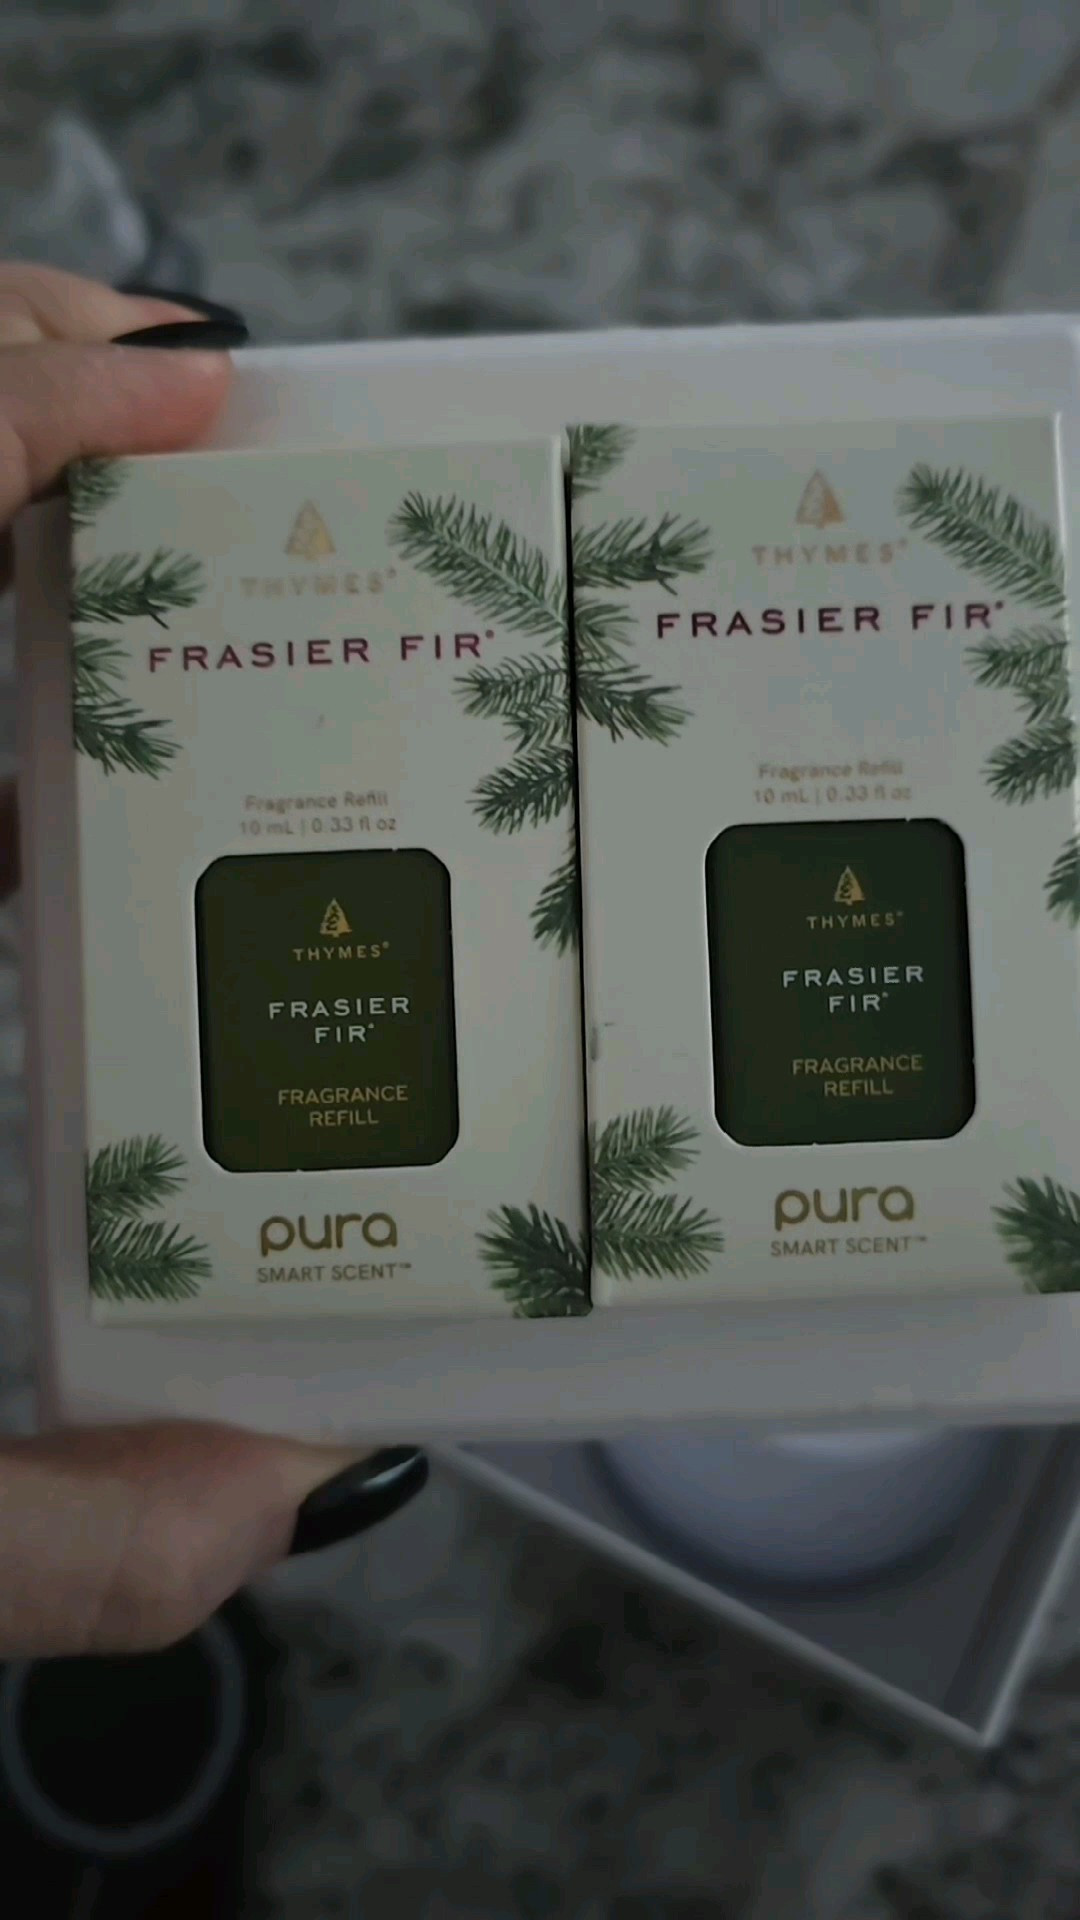 THYMES®
FRASIER FIR®
Fragrance Refill
10 mL | 0.33 fl oz
THYMES®
FRASIER
FIR®
FRAGRANCE
REFILL
pura
SMART SCENT™
THYMES®
FRASIER FIR®
Fragrance Refill
10 mL | 0.33 fl oz
THYMES®
FRASIER
FIR®
FRAGRANCE
REFILL
pura
SMART SCENT™